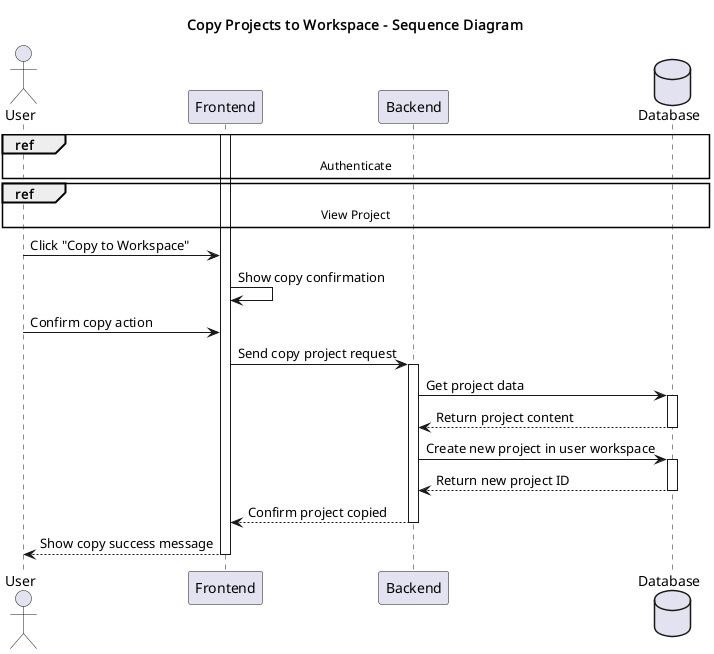 Copy Projects to Workspace - Sequence Diagram
User
Frontend
Backend
Database
ref
Authenticate
ref
View Project
Click "Copy to Workspace"
Show copy confirmation
Confirm copy action
Send copy project request
Get project data
Return project content
Create new project in user workspace
Return new project ID
Confirm project copied
Show copy success message
User
Frontend
Backend
Database